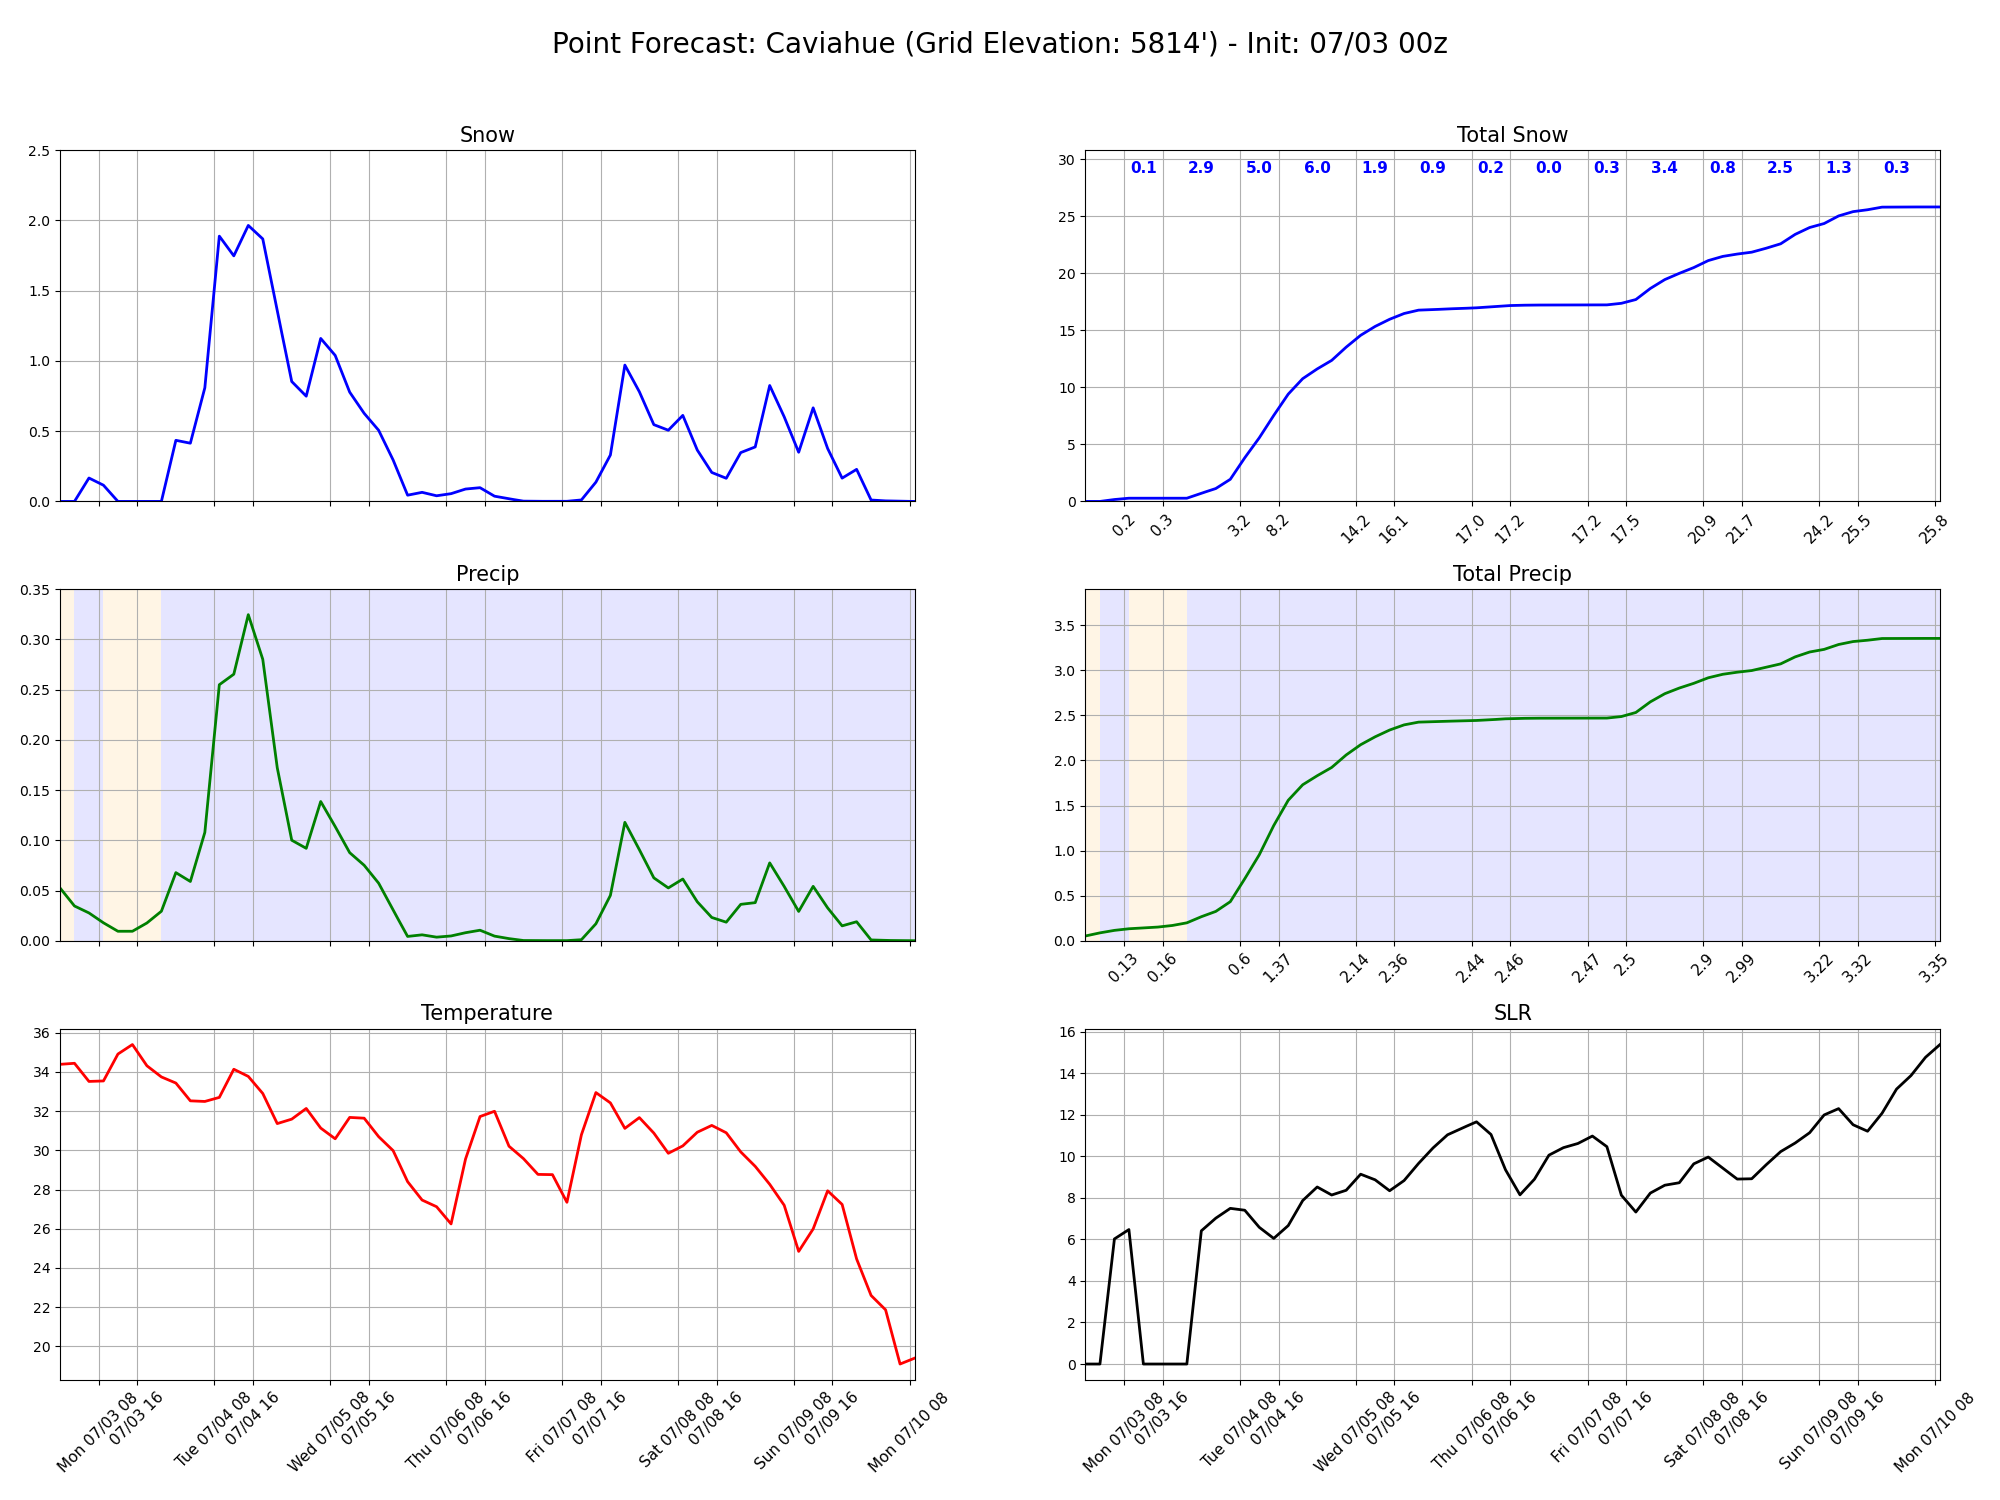 Point Forecast: Caviahue (Grid Elevation: 5814') - Init: 07/03 00z
Snow
2.5
2.0
1.5
1.0
0.5
0.0
Total Snow
0.1 2.9 5.0 6.0 1.9 0.9 0.2 0.0 0.3 3.4 0.8 2.5 1.3 0.3
30
25
20
15
10
5
0
0.2 0.3 3.2 8.2 14.2 16.1 17.0 17.2 17.2 17.5 20.9 21.7 24.2 25.5 25.8
Precip
0.35
0.30
0.25
0.20
0.15
0.10
0.05
0.00
Total Precip
3.5
3.0
2.5
2.0
1.5
1.0
0.5
0.0
0.13 0.16 0.6 1.37 2.14 2.36 2.44 2.46 2.47 2.5 2.9 2.99 3.22 3.32 3.35
Temperature
36
34
32
30
28
26
24
22
20
Mon 07/03 08
07/03 16
Tue 07/04 08
07/04 16
Wed 07/05 08
07/05 16
Thu 07/06 08
07/06 16
Fri 07/07 08
07/07 16
Sat 07/08 08
07/08 16
Sun 07/09 08
07/09 16
Mon 07/10 08
SLR
16
14
12
10
8
6
4
2
0
Mon 07/03 08
07/03 16
Tue 07/04 08
07/04 16
Wed 07/05 08
07/05 16
Thu 07/06 08
07/06 16
Fri 07/07 08
07/07 16
Sat 07/08 08
07/08 16
Sun 07/09 08
07/09 16
Mon 07/10 08